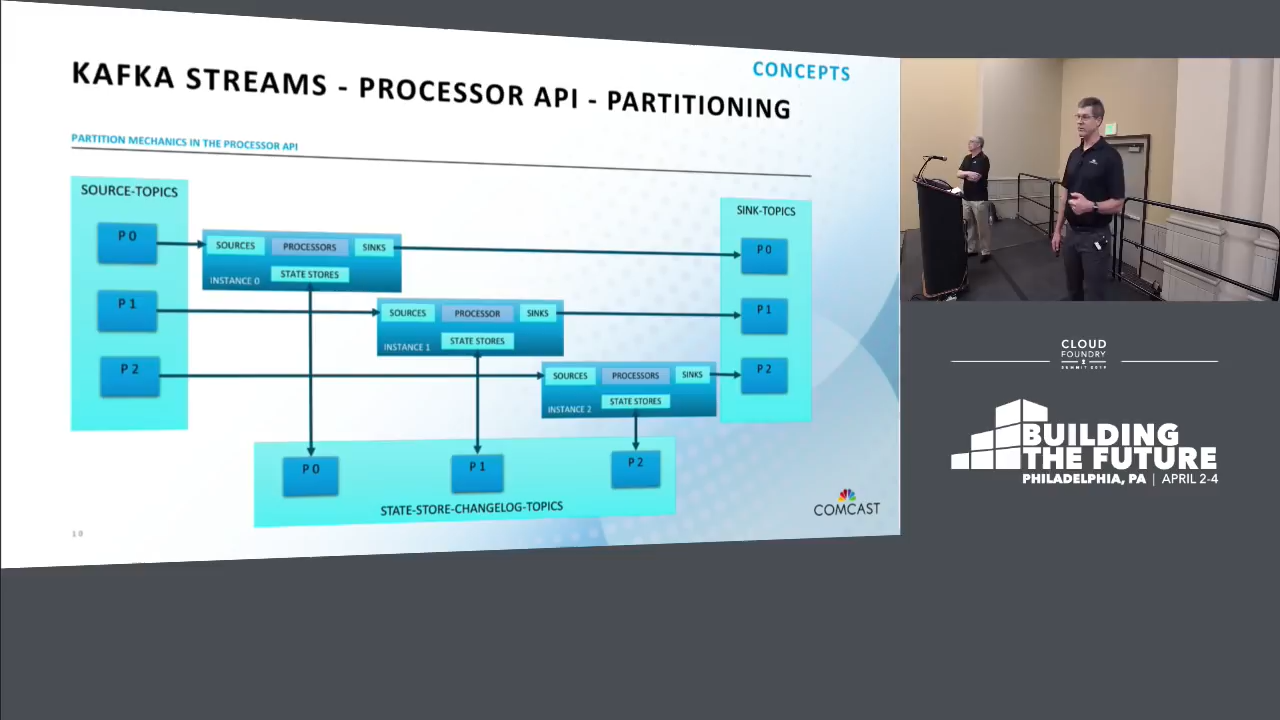 CONCEPTS
KAFKA STREAMS - PROCESSOR API - PARTITIONING
PARTITION MECHANICS IN THE PROCESSOR API
SOURCE-TOPICS
P 0
P 1
P 2
SOURCES PROCESSORS SINKS
STATE STORES
INSTANCE 0
SOURCES PROCESSOR SINKS
STATE STORES
INSTANCE 1
SOURCES PROCESSORS SINKS
STATE STORES
INSTANCE 2
SINK-TOPICS
P 0
P 1
P 2
P 0
P 1
P 2
STATE-STORE-CHANGELOG-TOPICS
COMCAST
10
CLOUD
FOUNDRY
SUMMIT 2019
BUILDING
THE FUTURE
PHILADELPHIA, PA | APRIL 2-4